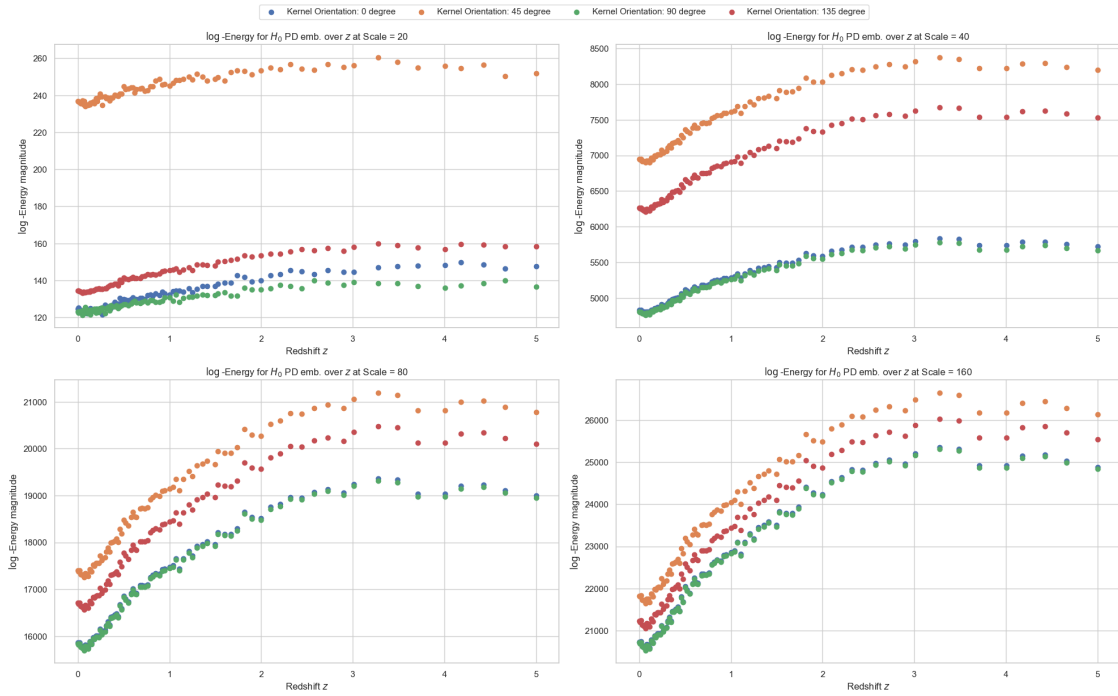 Kernel Orientation: 0 degree Kernel Orientation: 45 degree Kernel Orientation: 90 degree Kernel Orientation: 135 degree
log -Energy for H₀ PD emb. over z at Scale = 20
260
240
220
200
180
160
140
120
log -Energy magnitude
0 1 2 3 4 5
Redshift z
log -Energy for H₀ PD emb. over z at Scale = 40
8500
8000
7500
7000
6500
6000
5500
5000
log -Energy magnitude
0 1 2 3 4 5
Redshift z
log -Energy for H₀ PD emb. over z at Scale = 80
21000
20000
19000
18000
17000
16000
log -Energy magnitude
0 1 2 3 4 5
Redshift z
log -Energy for H₀ PD emb. over z at Scale = 160
26000
25000
24000
23000
22000
21000
log -Energy magnitude
0 1 2 3 4 5
Redshift z